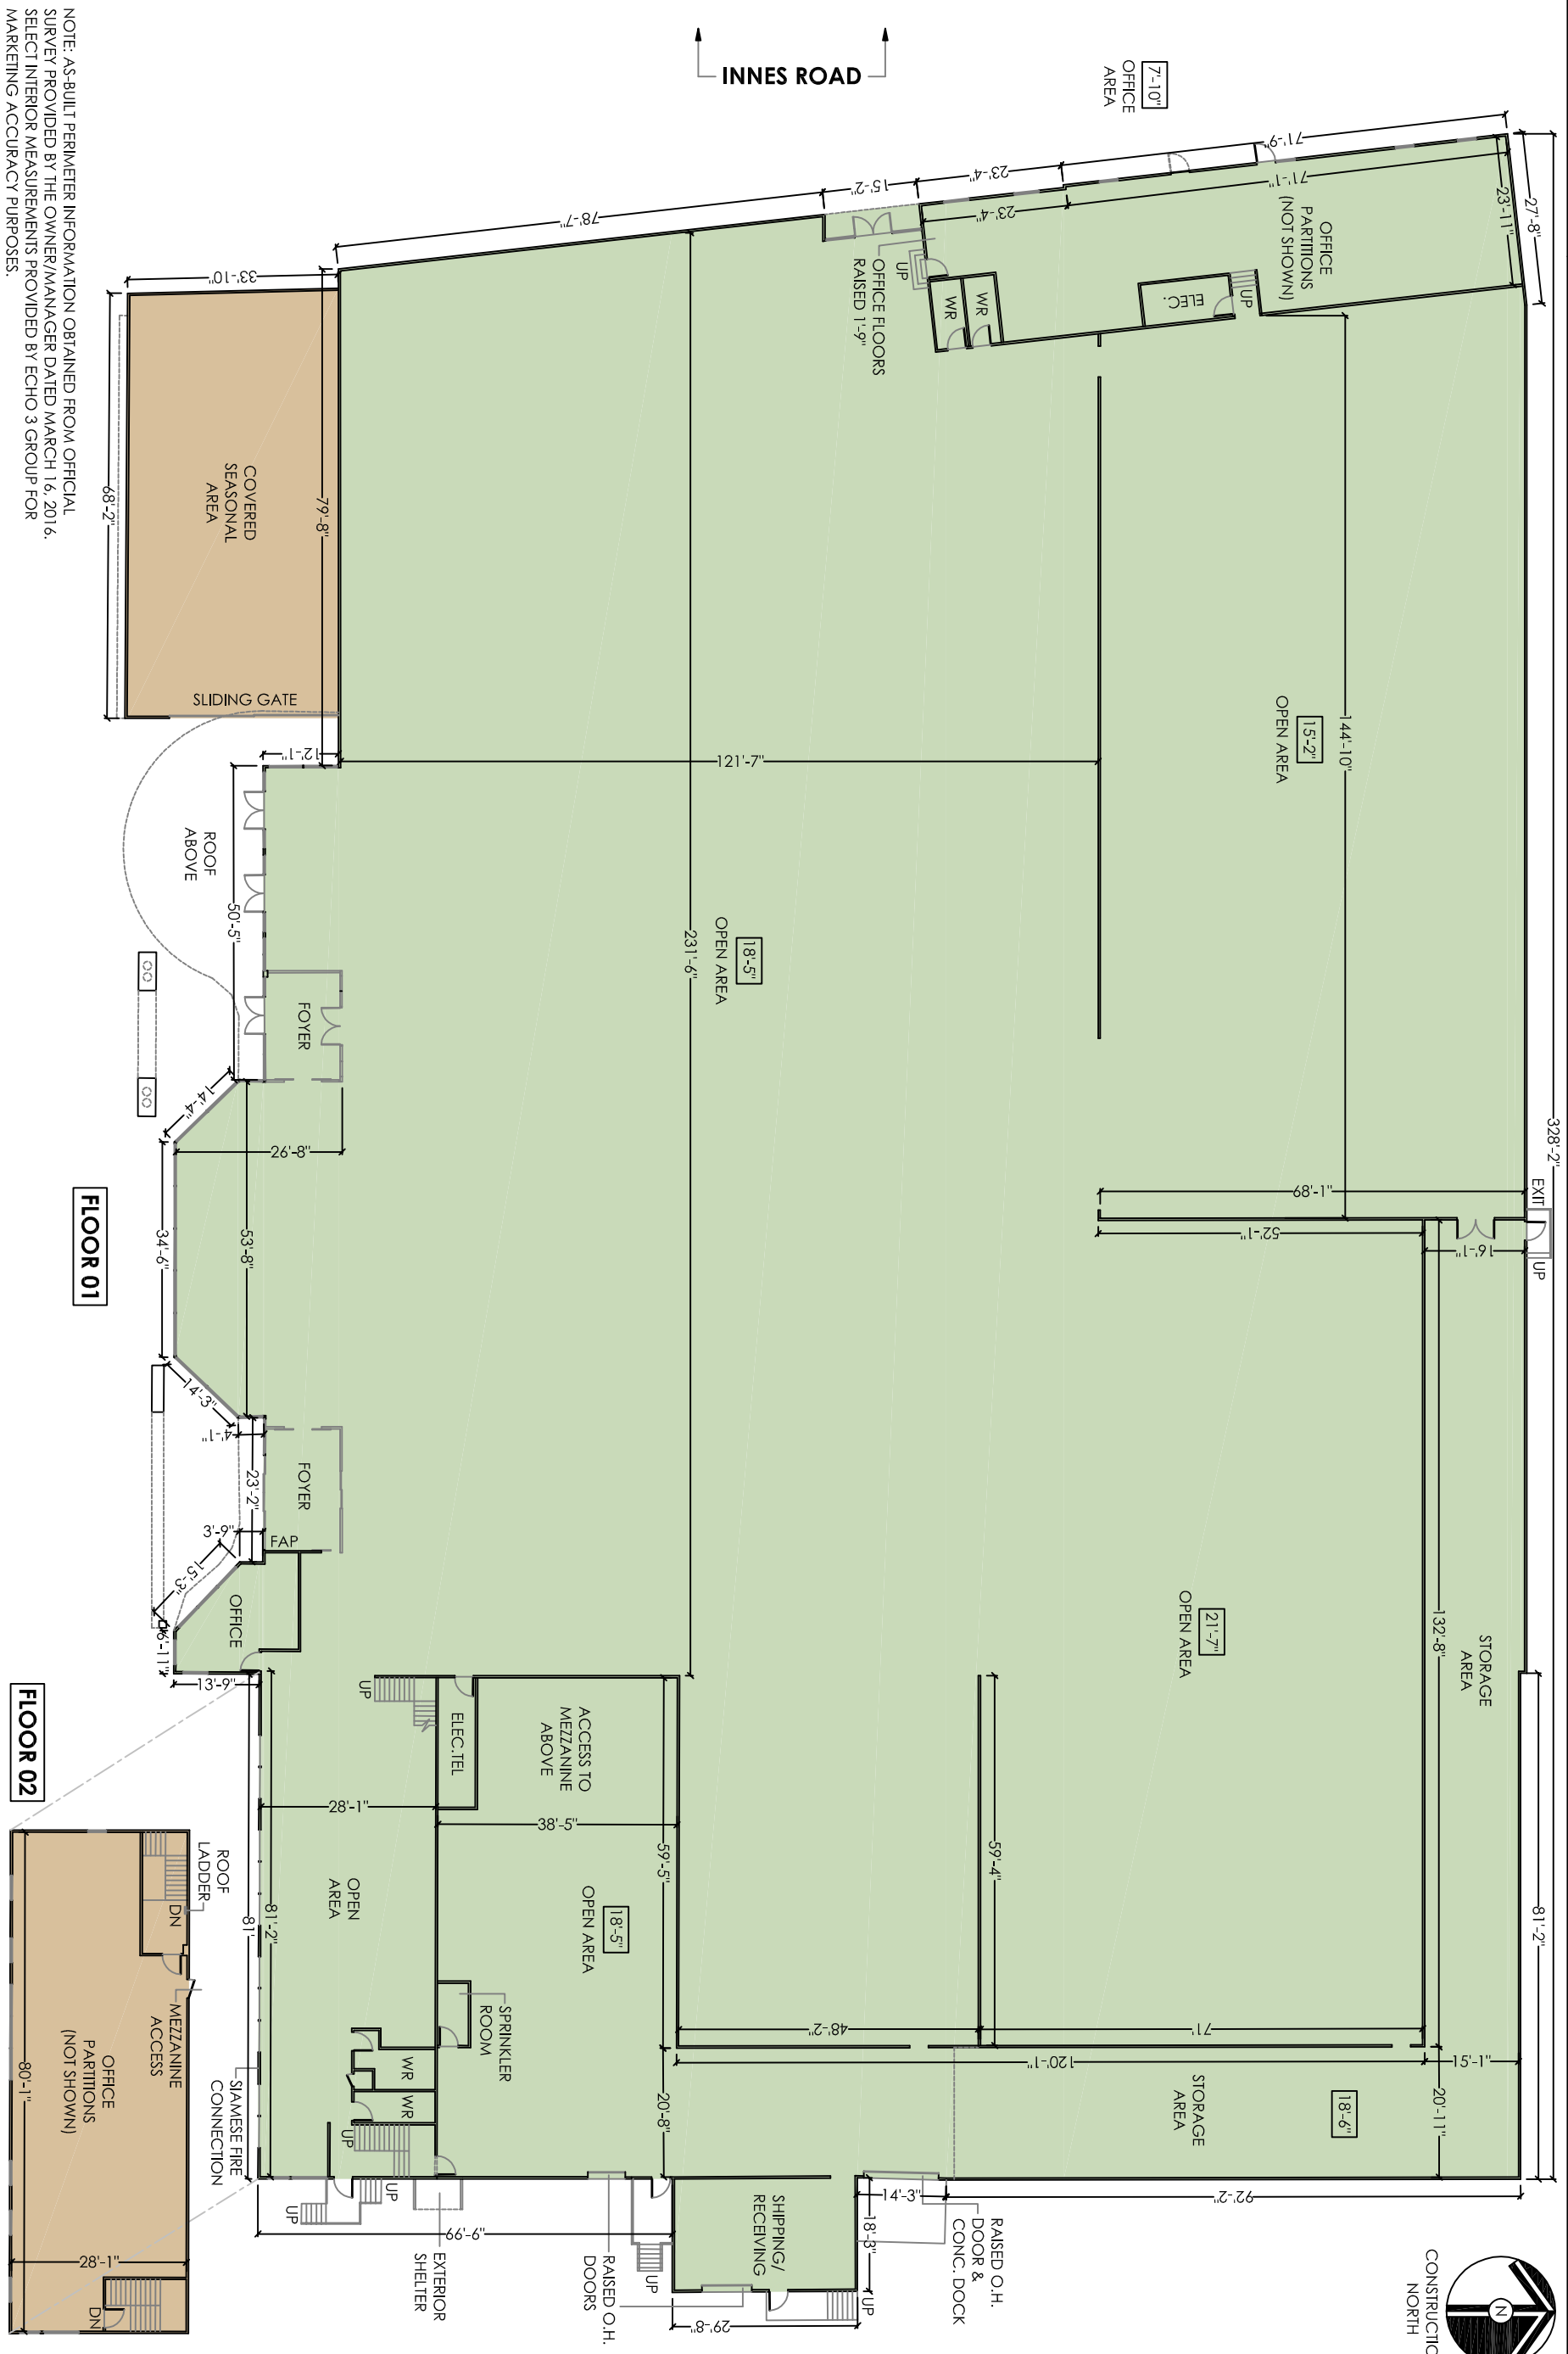 INNES ROAD
7'-10"
OFFICE
AREA
71'-9"
71'-1"
27'-8"
23'-11"
OFFICE
PARTITIONS
(NOT SHOWN)
23'-4"
23'-4"
15'-2"
78'-7"
UP
ELEC.
WR
WR
UP
OFFICE FLOORS
RAISED 1'-9"
33'-10"
68'-2"
COVERED
SEASONAL
AREA
79'-8"
SLIDING GATE
12'-1"
121'-7"
144'-10"
15'-2"
OPEN AREA
18'-5"
OPEN AREA
231'-6"
ROOF
ABOVE
50'-5"
FOYER
14'-4"
26'-8"
328'-2"
EXIT
UP
68'-1"
52'-1"
16'-1"
34'-6"
53'-8"
FLOOR 01
14'-3"
4'-1"
23'-2"
FOYER
3'-9"
FAP
15'-3"
OFFICE
6'-11"
13'-9"
21'-7"
OPEN AREA
132'-8"
STORAGE
AREA
81'-2"
UP
ELEC.TEL
ACCESS TO
MEZZANINE
ABOVE
28'-1"
38'-5"
59'-5"
59'-4"
OPEN
AREA
81'
81'-2"
18'-5"
OPEN AREA
SPRINKLER
ROOM
WR
WR
UP
48'-2"
71'
120'-1"
15'-1"
20'-8"
20'-11"
STORAGE
AREA
18'-6"
UP
UP
66'-9"
EXTERIOR
SHELTER
RAISED O.H.
DOORS
UP
SHIPPING/
RECEIVING
18'-3"
14'-3"
92'-2"
29'-8"
UP
RAISED O.H.
DOOR &
CONC. DOCK
SIAMESE FIRE
CONNECTION
FLOOR 02
ROOF
LADDER
DN
MEZZANINE
ACCESS
OFFICE
PARTITIONS
(NOT SHOWN)
80'-1"
28'-1"
DN
N
CONSTRUCTIO
NORTH
NOTE: AS-BUILT PERIMETER INFORMATION OBTAINED FROM OFFICIAL
SURVEY PROVIDED BY THE OWNER/MANAGER DATED MARCH 16, 2016.
SELECT INTERIOR MEASUREMENTS PROVIDED BY ECHO 3 GROUP FOR
MARKETING ACCURACY PURPOSES.